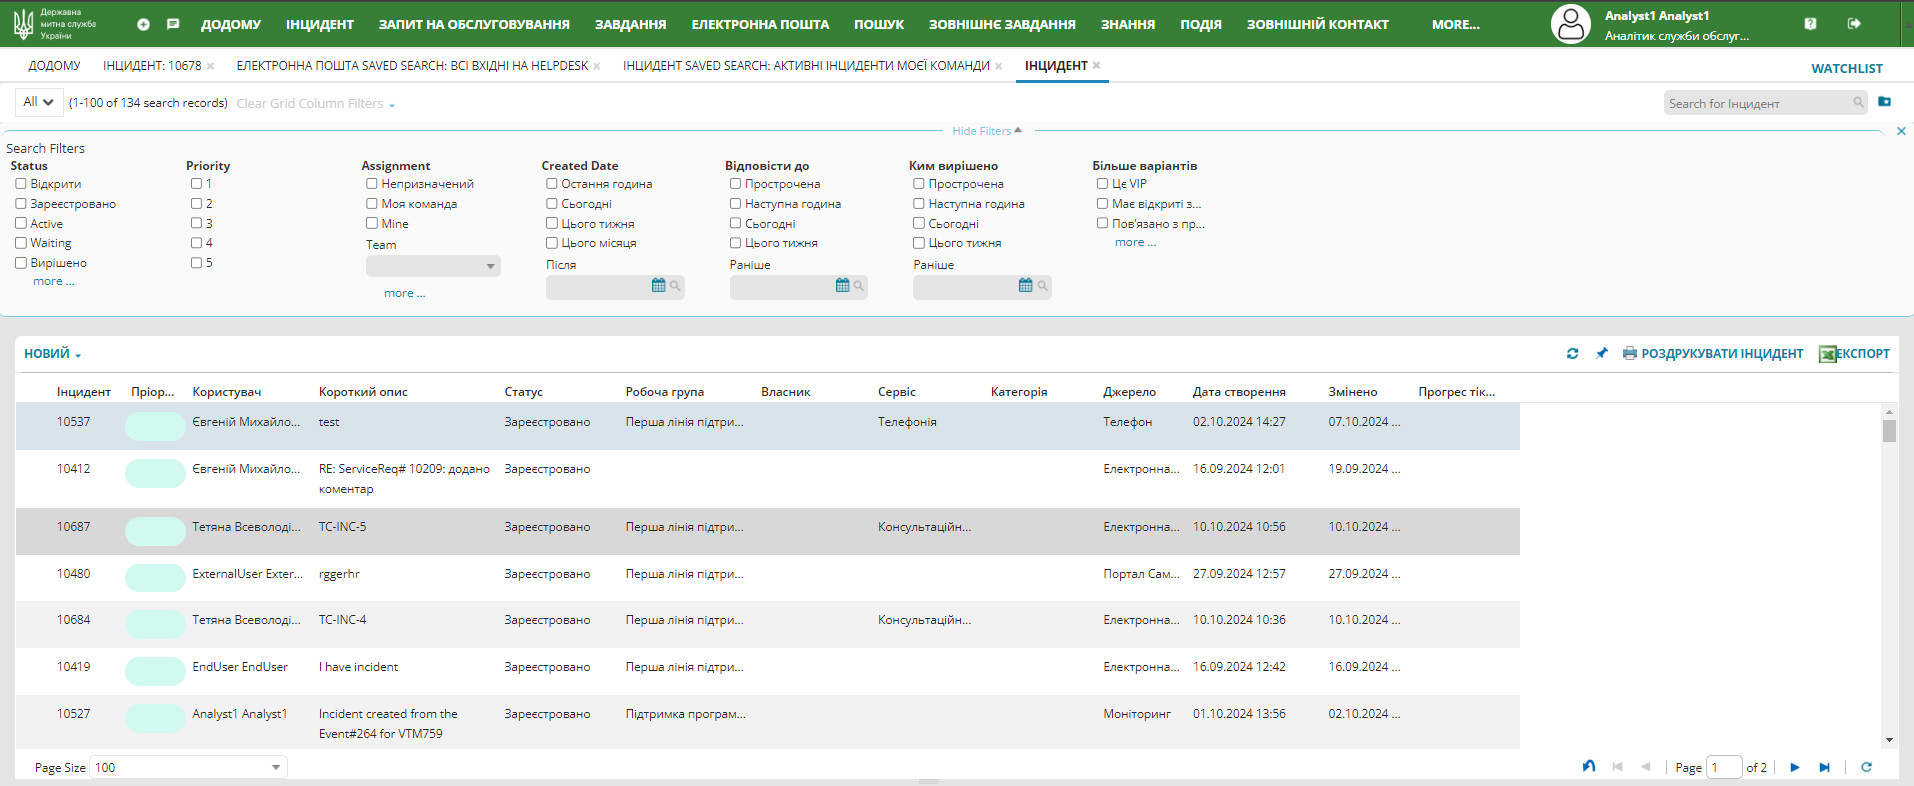 Державна
митна служба
України
ДОДОМУ ІНЦИДЕНТ ЗАПИТ НА ОБСЛУГОВУВАННЯ ЗАВДАННЯ ЕЛЕКТРОННА ПОШТА ПОШУК ЗОВНІШНЄ ЗАВДАННЯ ЗНАННЯ ПОДІЯ ЗОВНІШНІЙ КОНТАКТ MORE...
Analyst1 Analyst1
Аналітик служби обслуг...
ДОДОМУ ІНЦИДЕНТ: 10678 ЕЛЕКТРОННА ПОШТА SAVED SEARCH: ВСІ ВХІДНІ НА HELPDESK ІНЦИДЕНТ SAVED SEARCH: АКТИВНІ ІНЦИДЕНТИ МОЄЇ КОМАНДИ ІНЦИДЕНТ WATCHLIST
All (1-100 of 134 search records) Clear Grid Column Filters Search for Інцидент
Hide Filters
Search Filters
Status Priority Assignment Created Date Відповісти до Ким вирішено Більше варіантів
Відкрити 1 Непризначений Остання година Прострочена Прострочена Це VIP
Зареєстровано 2 Моя команда Сьогодні Наступна година Наступна година Має відкриті з...
Active 3 Mine Цього тижня Сьогодні Сьогодні Пов'язано з пр...
Waiting 4 Team Цього місяця Цього тижня Цього тижня more ...
Вирішено 5 Після Раніше Раніше
more ...
more ...
НОВИЙ РОЗДРУКУВАТИ ІНЦИДЕНТ ЕКСПОРТ
Інцидент Пріор... Користувач Короткий опис Статус Робоча група Власник Сервіс Категорія Джерело Дата створення Змінено Прогрес тік...
10537 Євгеній Михайло... test Зареєстровано Перша лінія підтри... Телефонія Телефон 02.10.2024 14:27 07.10.2024 ...
10412 Євгеній Михайло... RE: ServiceReq# 10209: додано Зареєстровано Електронна... 16.09.2024 12:01 19.09.2024 ...
коментар
10687 Тетяна Всеволоді... TC-INC-5 Зареєстровано Перша лінія підтри... Консультаційн... Електронна... 10.10.2024 10:56 10.10.2024 ...
10480 ExternalUser Exter... rggerhr Зареєстровано Перша лінія підтри... Портал Сам... 27.09.2024 12:57 27.09.2024 ...
10684 Тетяна Всеволоді... TC-INC-4 Зареєстровано Перша лінія підтри... Консультаційн... Електронна... 10.10.2024 10:36 10.10.2024 ...
10419 EndUser EndUser I have incident Зареєстровано Перша лінія підтри... Електронна... 16.09.2024 12:42 16.09.2024 ...
10527 Analyst1 Analyst1 Incident created from the Зареєстровано Підтримка програм... Моніторинг 01.10.2024 13:56 02.10.2024 ...
Event#264 for VTM759
Page Size 100 Page 1 of 2